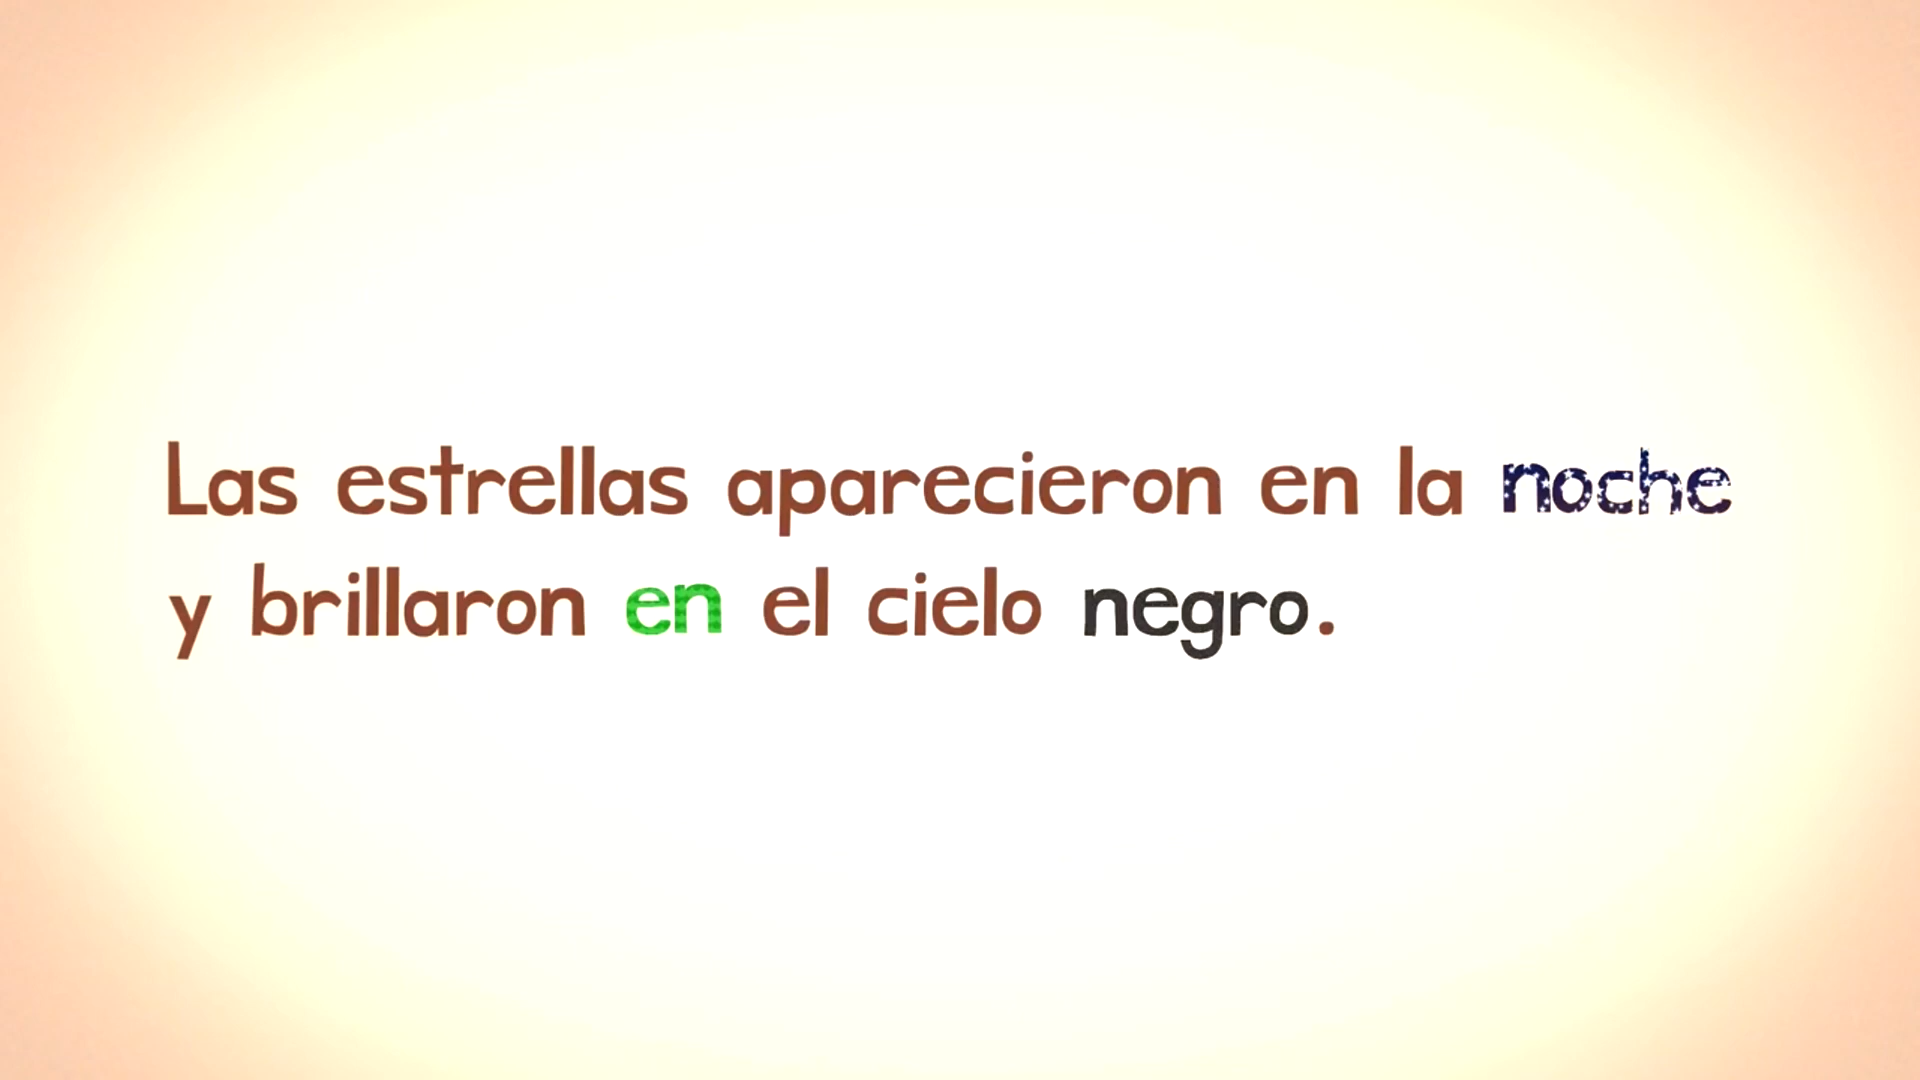 Las estrellas aparecieron en la noche
y brillaron en el cielo negro.